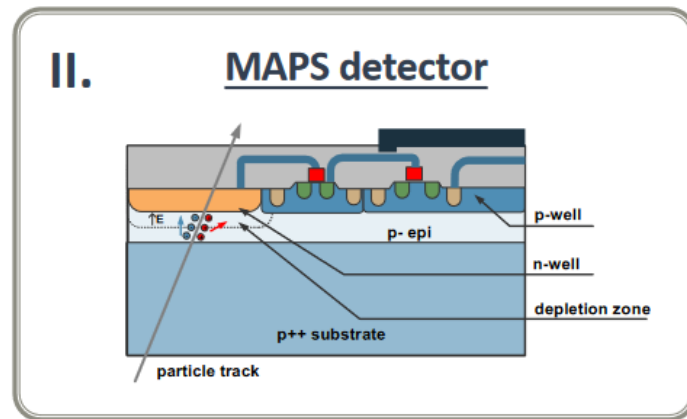 II.
MAPS detector
↑E
p-well
p- epi
n-well
depletion zone
p++ substrate
particle track